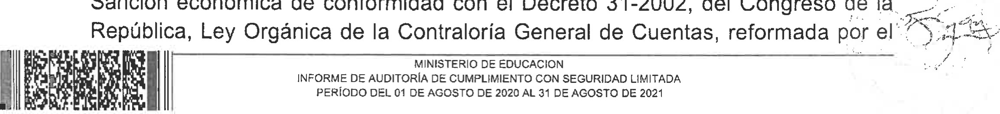 Sanción económica de conformidad con el Decreto 31-2002, del Congreso de la
República, Ley Orgánica de la Contraloría General de Cuentas, reformada por el
MINISTERIO DE EDUCACION
INFORME DE AUDITORÍA DE CUMPLIMIENTO CON SEGURIDAD LIMITADA
PERÍODO DEL 01 DE AGOSTO DE 2020 AL 31 DE AGOSTO DE 2021